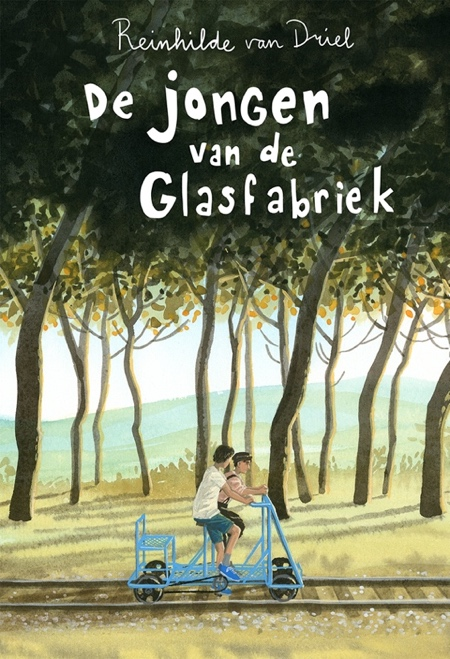 Reinhilde van Driel
De jongen
van de
Glasfabriek